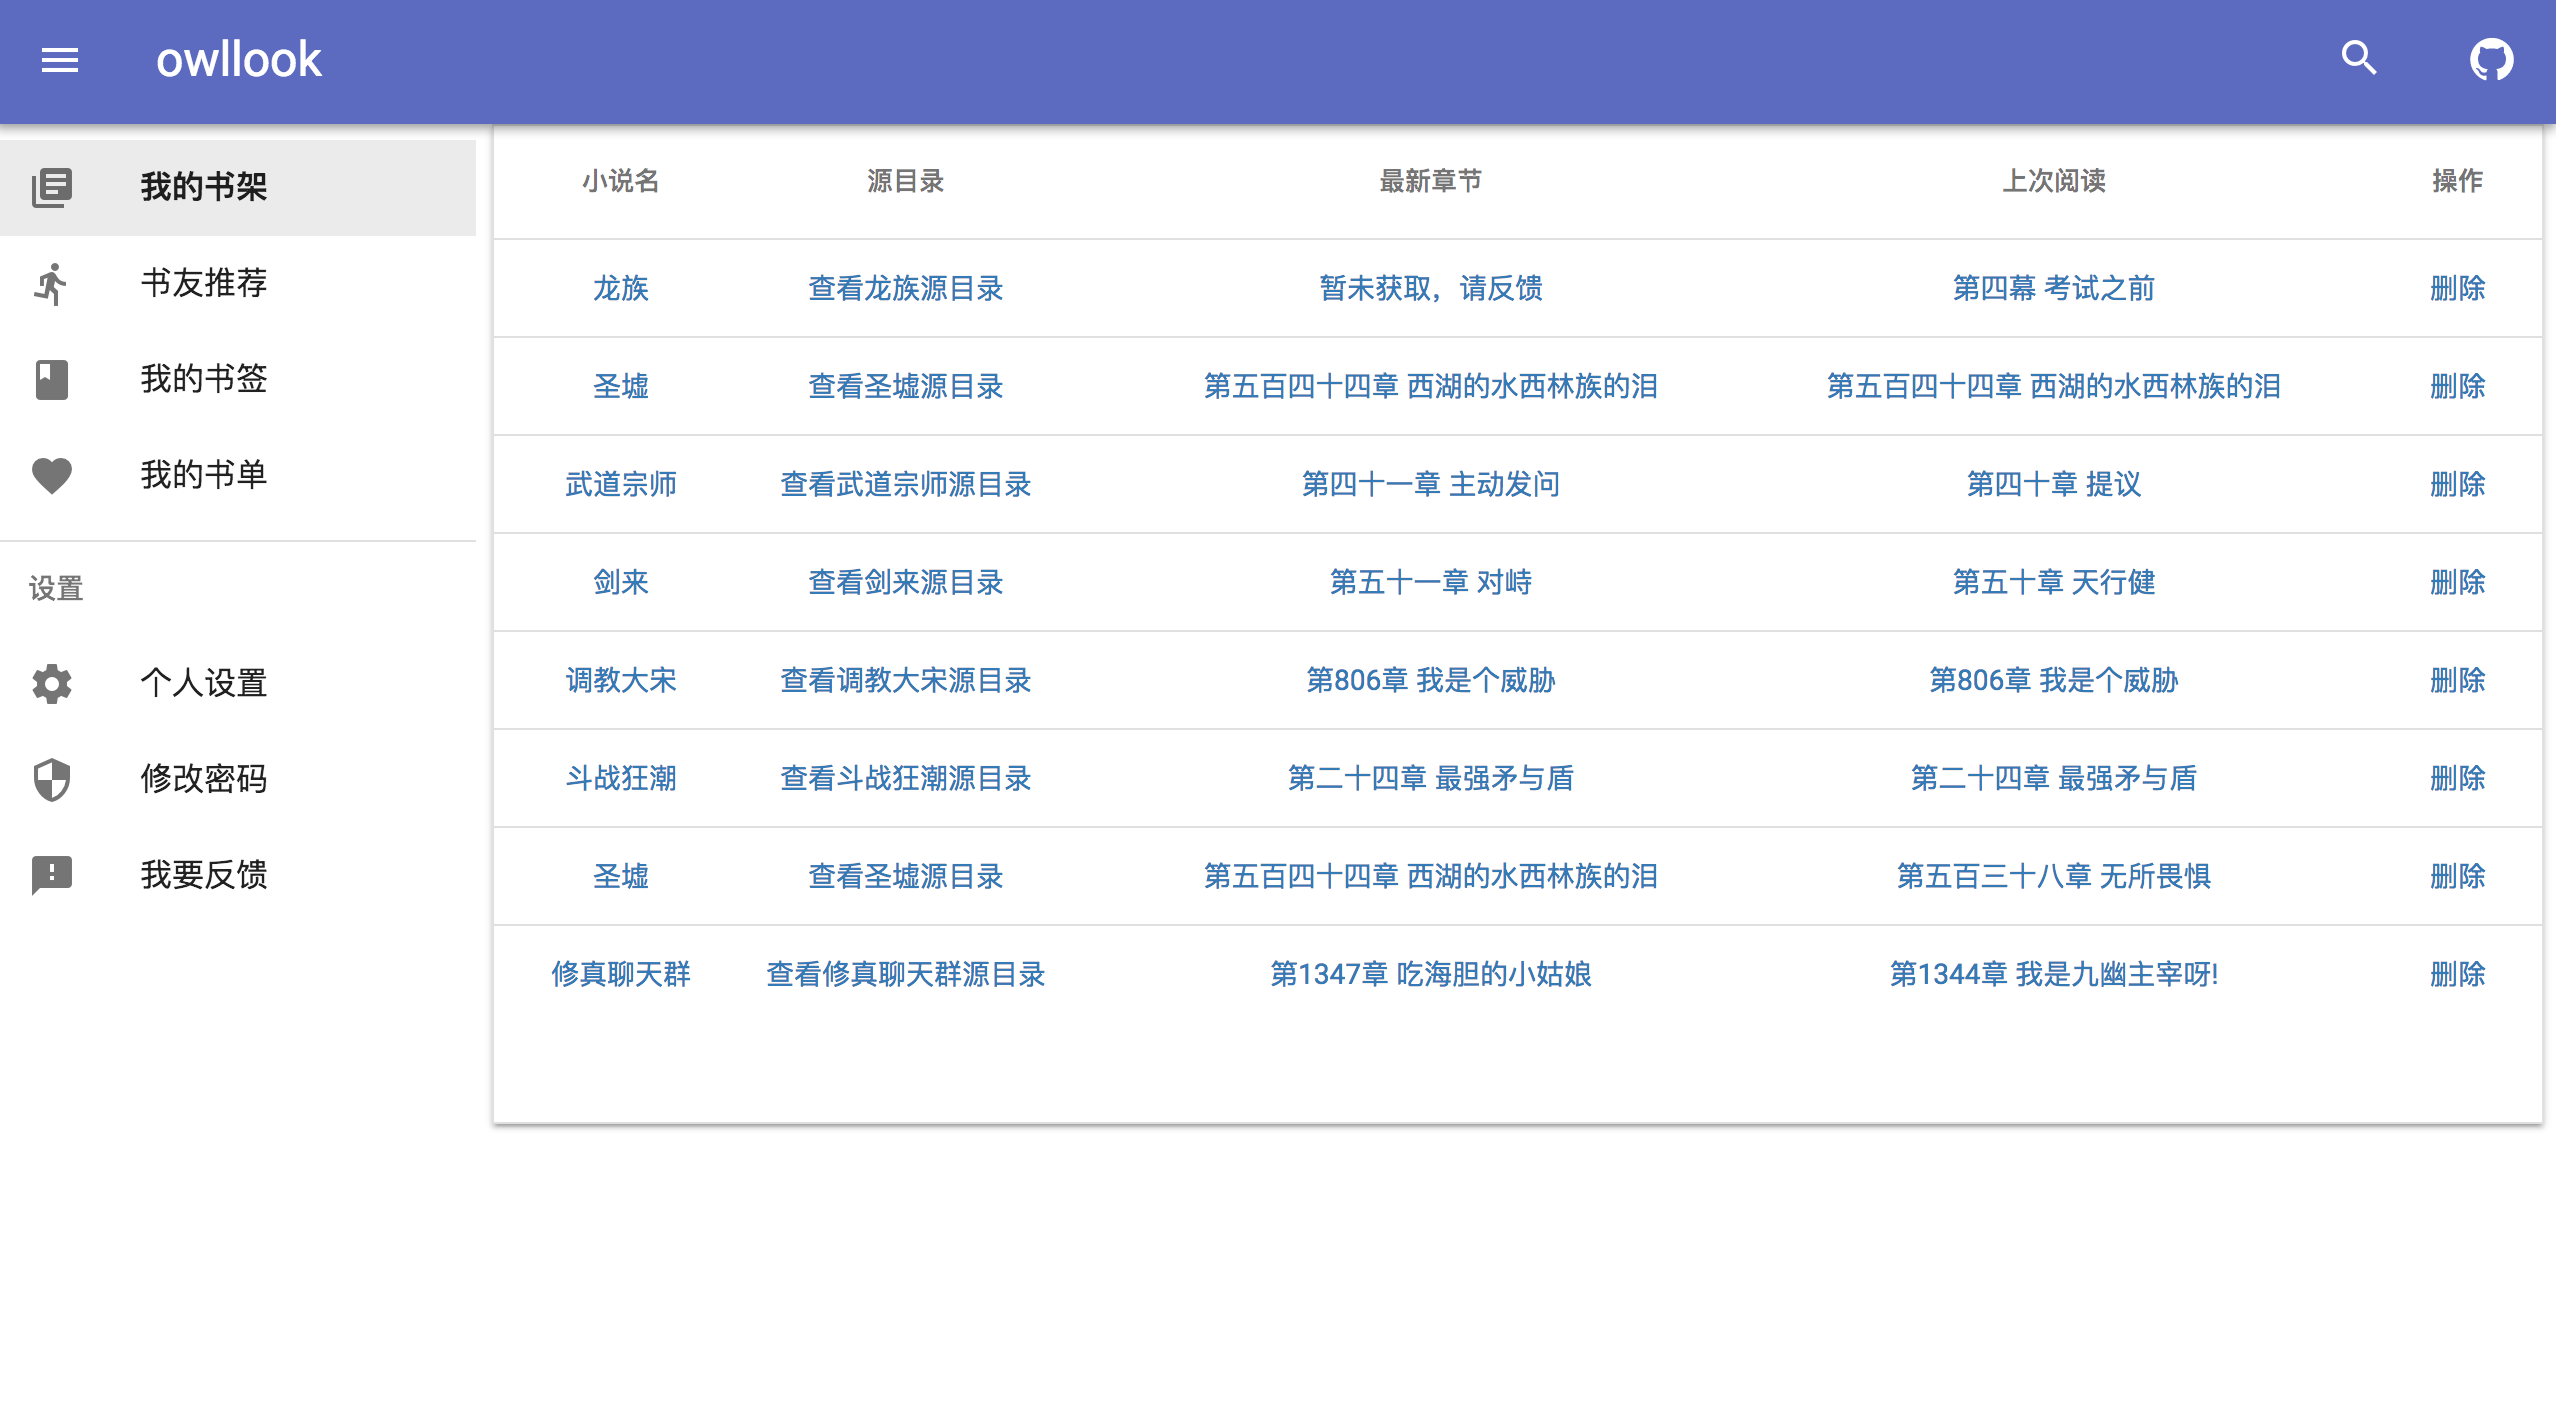 owllook
我的书架
书友推荐
我的书签
我的书单
设置
个人设置
修改密码
我要反馈
小说名 源目录 最新章节 上次阅读 操作
龙族 查看龙族源目录 暂未获取，请反馈 第四幕 考试之前 删除
圣墟 查看圣墟源目录 第五百四十四章 西湖的水西林族的泪 第五百四十四章 西湖的水西林族的泪 删除
武道宗师 查看武道宗师源目录 第四十一章 主动发问 第四十章 提议 删除
剑来 查看剑来源目录 第五十一章 对峙 第五十章 天行健 删除
调教大宋 查看调教大宋源目录 第806章 我是个威胁 第806章 我是个威胁 删除
斗战狂潮 查看斗战狂潮源目录 第二十四章 最强矛与盾 第二十四章 最强矛与盾 删除
圣墟 查看圣墟源目录 第五百四十四章 西湖的水西林族的泪 第五百三十八章 无所畏惧 删除
修真聊天群 查看修真聊天群源目录 第1347章 吃海胆的小姑娘 第1344章 我是九幽主宰呀! 删除